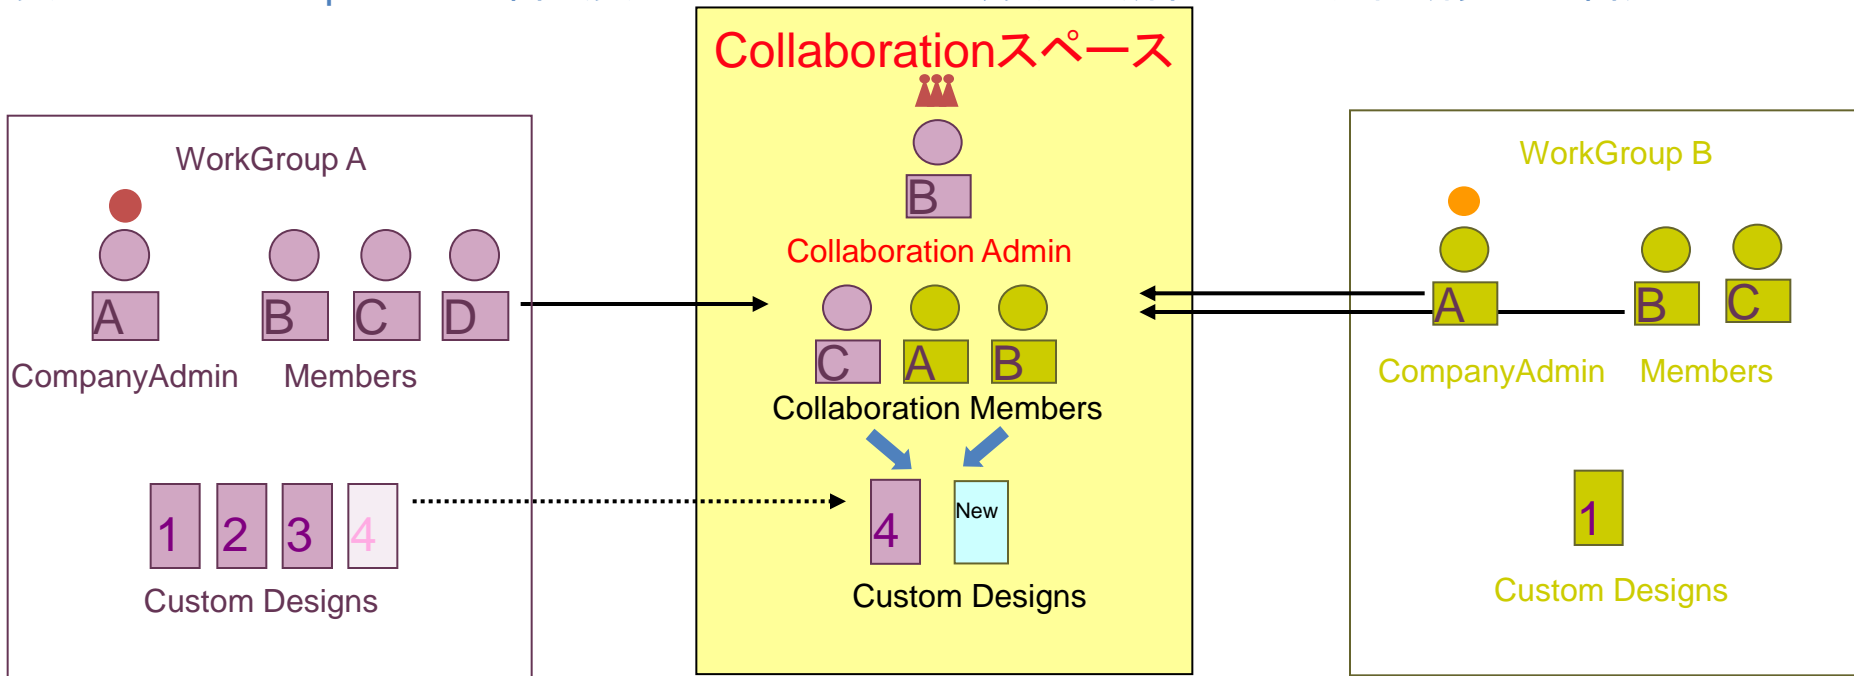 Collaborationスペース
B
Collaboration Admin
C A B
Collaboration Members
4 New
Custom Designs
WorkGroup A
A B C D
CompanyAdmin Members
1 2 3 4
Custom Designs
WorkGroup B
A B C
CompanyAdmin Members
1
Custom Designs